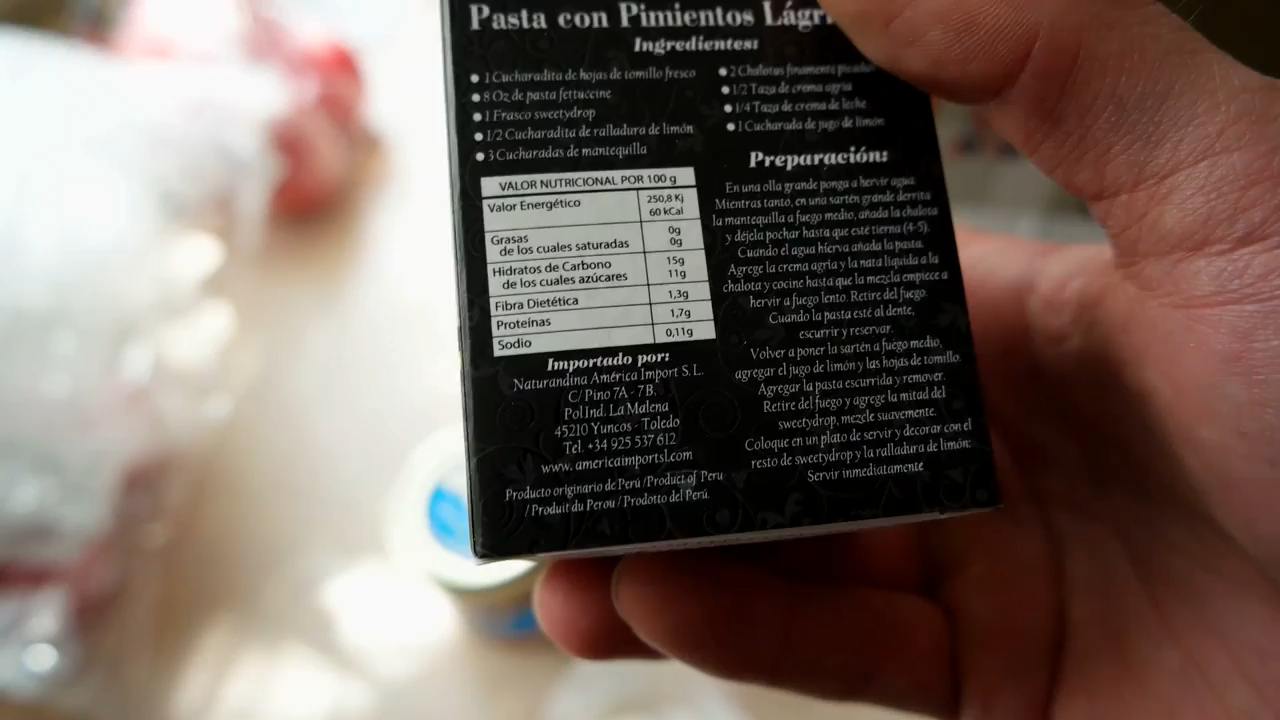 Pasta con Pimientos
Ingredientes:
● 1 Cucharadita de hojas de tomillo fresco
● 8 Oz de pasta fettuccine
● 1 Frasco sweetydrop
● 1/2 Cucharadita de ralladura de limón
● 3 Cucharadas de mantequilla
● 2 Chalotas finamente
● 1/2 Taza de crema agria
● 1/4 Taza de crema de leche
● 1 Cucharada de jugo de limón
VALOR NUTRICIONAL POR 100 g
Valor Energético 250,8 Kj
60 kCal
Grasas 0g
de los cuales saturadas 0g
Hidratos de Carbono 15g
de los cuales azúcares 11g
Fibra Dietética 1,3g
Proteínas 1,7g
Sodio 0,11g
Importado por:
Naturandina América Import S.L.
C/ Pino 7A - 7B,
Pol Ind. La Malena
45210 Yuncos - Toledo
Tel. +34 925 537 612
www. americaimportsl.com
Producto originario de Perú /Product of Peru
/ Produit du Perou / Prodotto del Perú.
Preparación:
En una olla grande ponga a hervir agua.
Mientras tanto, en una sartén grande derrita
la mantequilla a fuego medio, añada la chalota
y déjela pochar hasta que esté tierna (4-5).
Cuando el agua hierva añada la pasta.
Agrege la crema agria y la nata líquida a la
chalota y cocine hasta que la mezcla empiece a
hervir a fuego lento. Retire del fuego.
Cuando la pasta esté al dente,
escurrir y reservar.
Volver a poner la sartén a fuego medio,
agregar el jugo de limón y las hojas de tomillo.
Agregar la pasta escurrida y remover.
Retire del fuego y agrege la mitad del
sweetydrop, mezcle suavemente.
Coloque en un plato de servir y decorar con el
resto de sweetydrop y la ralladura de limón:
Servir inmediatamente